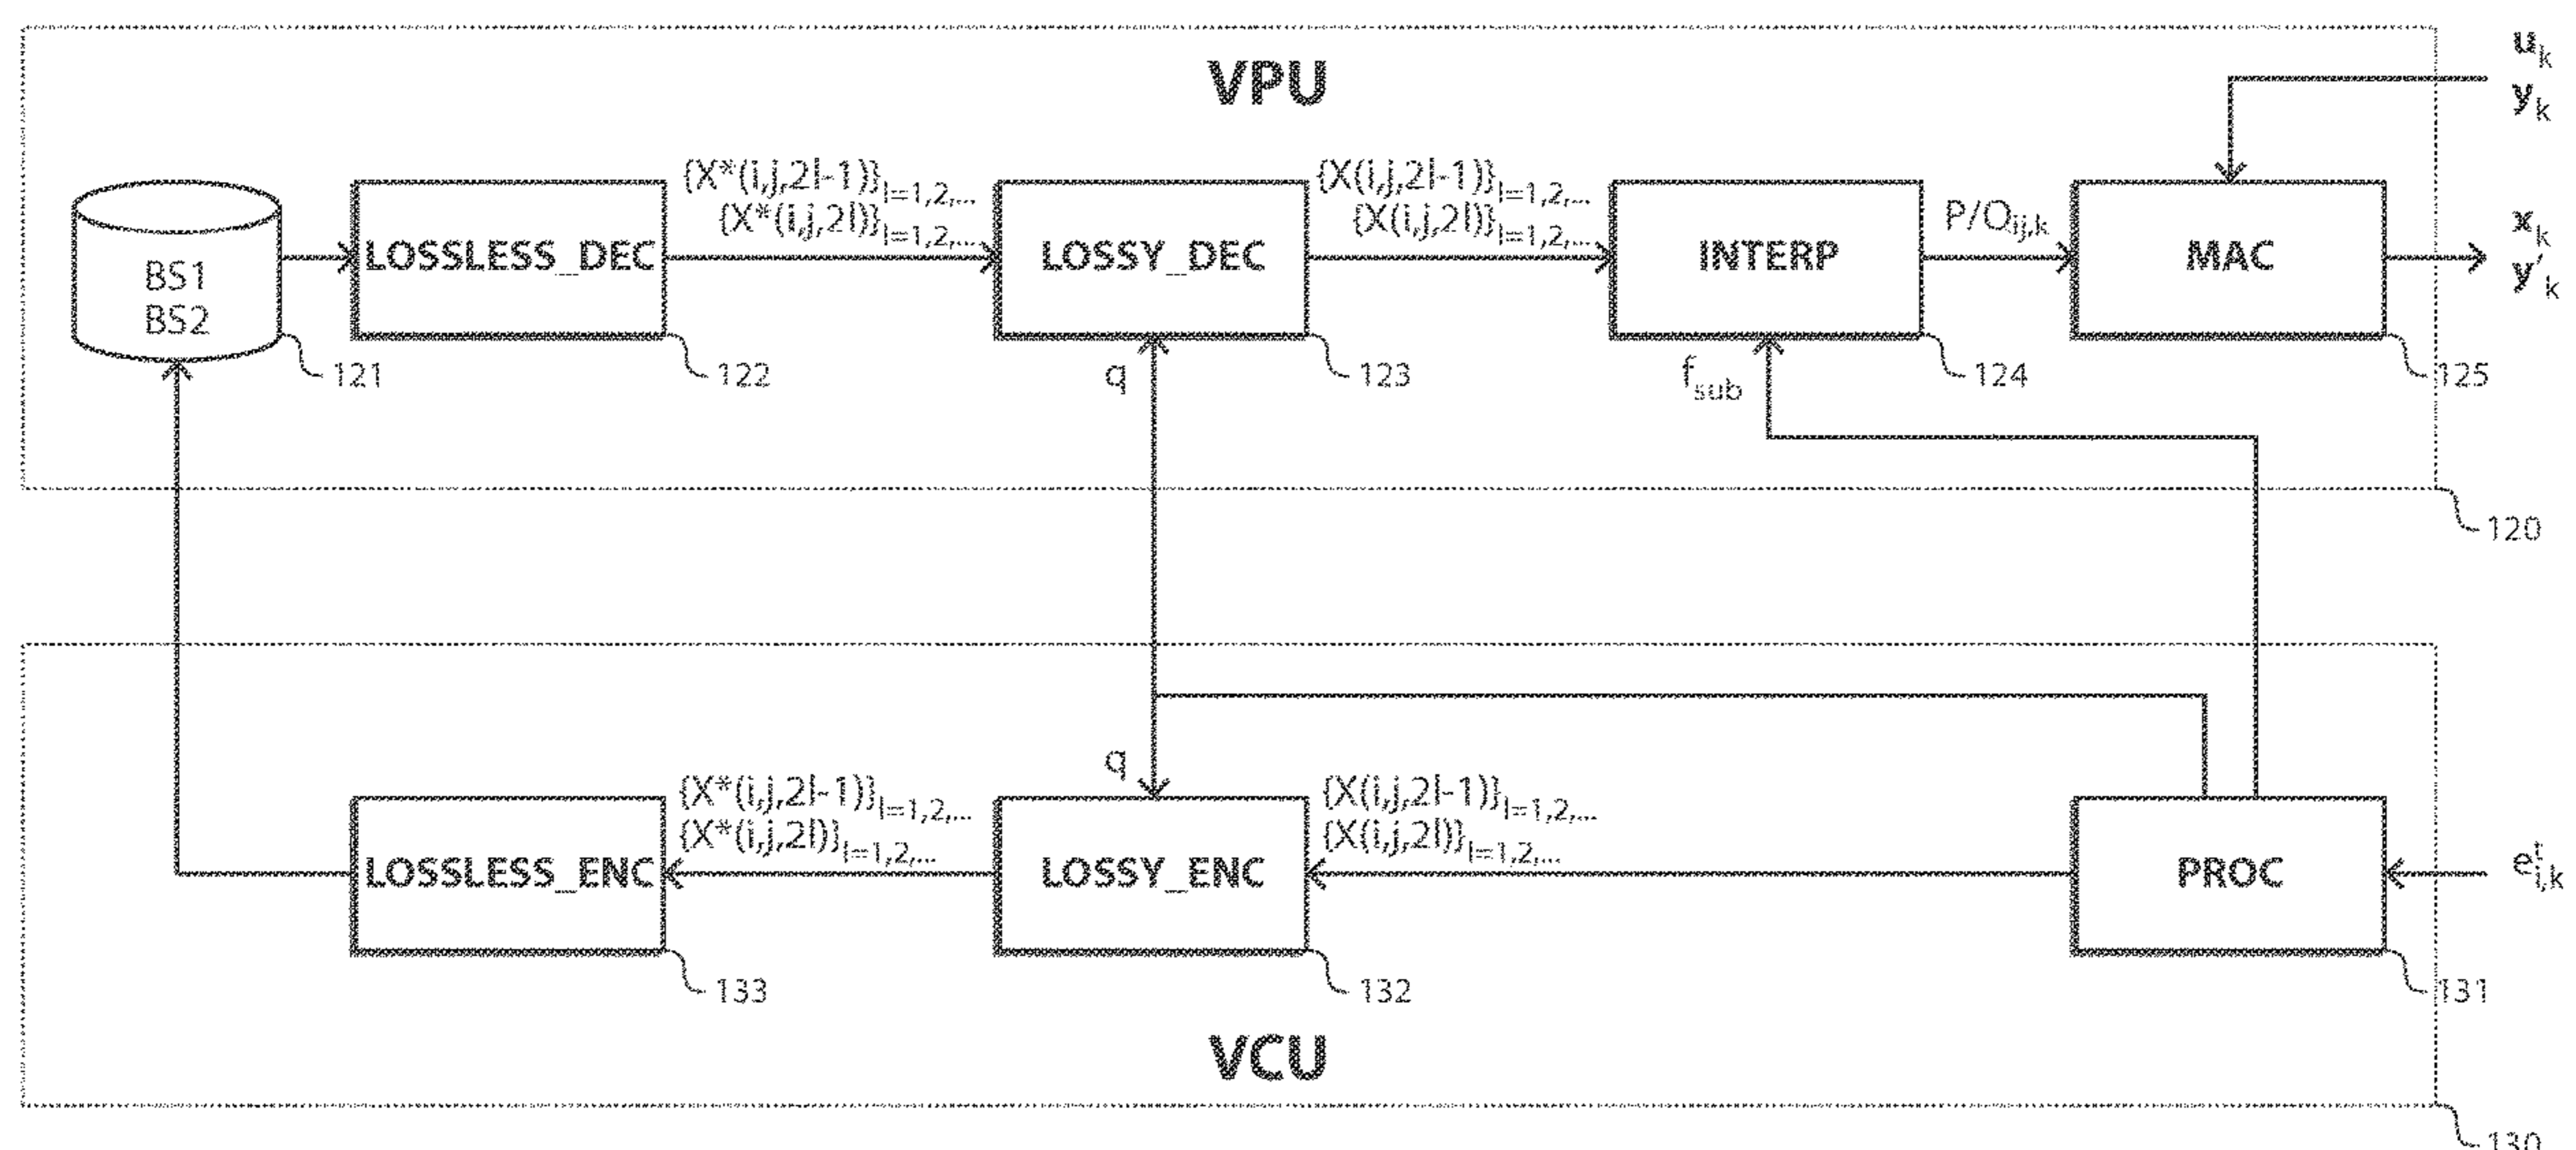 VPU
u_k
y_k
BS1
BS2
121
LOSSLESS_DEC
122
{X*(i,j,2l-1)}_l=1,2,...
{X*(i,j,2l)}_l=1,2,...
LOSSY_DEC
q
123
{X(i,j,2l-1)}_l=1,2,...
{X(i,j,2l)}_l=1,2,...
INTERP
f_sub
124
P/Q_ij,k
MAC
125
x_k
y'_k
120
LOSSLESS_ENC
133
{X*(i,j,2l-1)}_l=1,2,...
{X*(i,j,2l)}_l=1,2,...
q
LOSSY_ENC
132
{X(i,j,2l-1)}_l=1,2,...
{X(i,j,2l)}_l=1,2,...
PROC
131
e^t_i,k
VCU
130